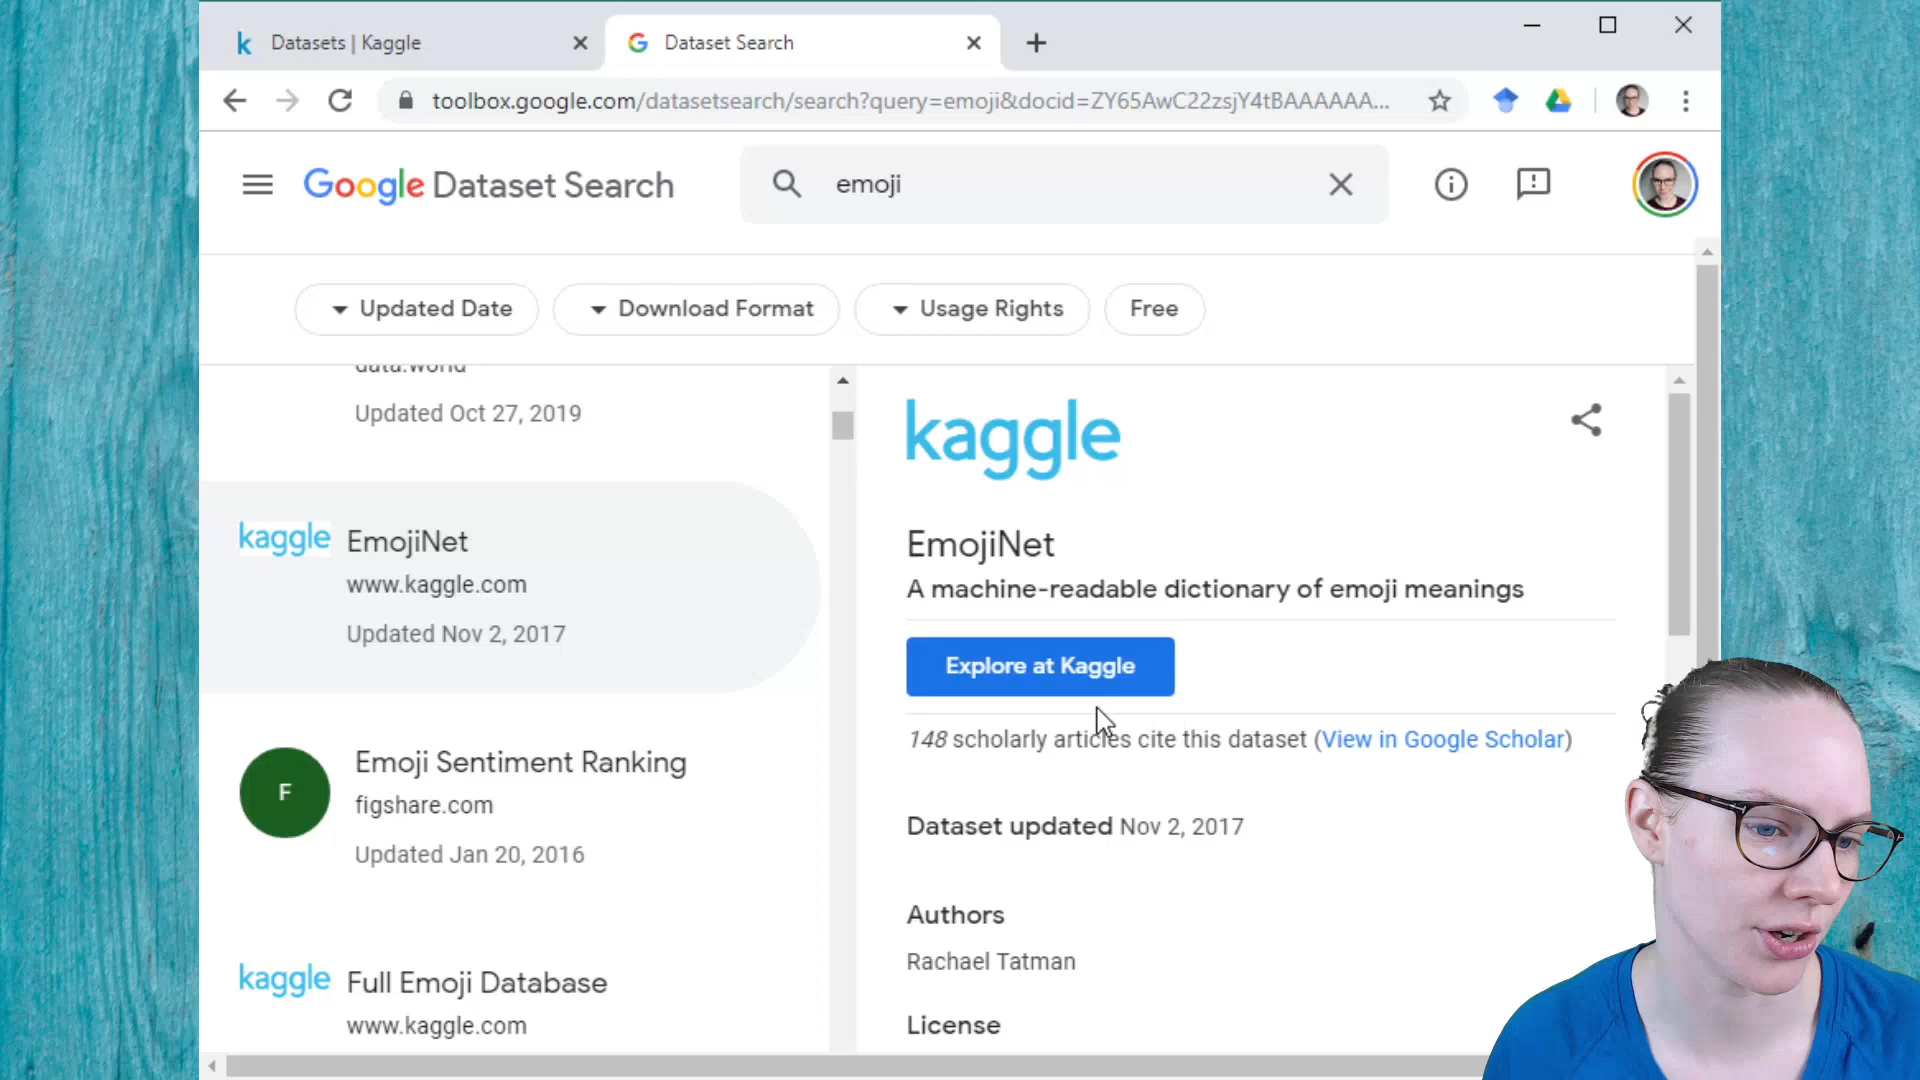 Datasets | Kaggle
Dataset Search
toolbox.google.com/datasetsearch/search?query=emoji&docid=ZY65AwC22zsjY4tBAAAAAA...
Google Dataset Search
emoji
Updated Date
Download Format
Usage Rights
Free
data.world
Updated Oct 27, 2019
kaggle
EmojiNet
www.kaggle.com
Updated Nov 2, 2017
F
Emoji Sentiment Ranking
figshare.com
Updated Jan 20, 2016
kaggle
Full Emoji Database
www.kaggle.com
kaggle
EmojiNet
A machine-readable dictionary of emoji meanings
Explore at Kaggle
148 scholarly articles cite this dataset (View in Google Scholar)
Dataset updated Nov 2, 2017
Authors
Rachael Tatman
License